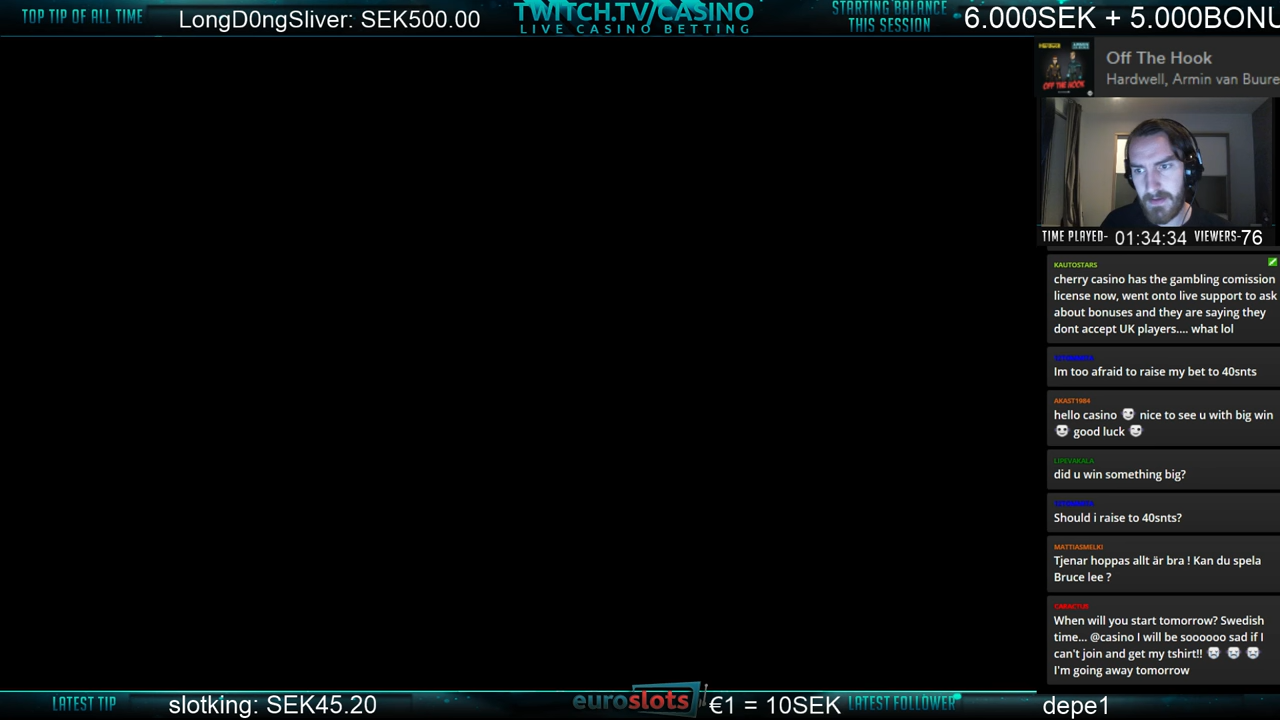 TOP TIP OF ALL TIME
LongD0ngSliver: SEK500.00
TWITCH.TV/CASINO
LIVE CASINO BETTING
STARTING BALANCE
THIS SESSION
6.000SEK + 5.000BONU
OFF THE HOOK
Off The Hook
Hardwell, Armin van Buure
TIME PLAYED- 01:34:34 VIEWERS-76
KAUTOSTARS
cherry casino has the gambling comission
license now, went onto live support to ask
about bonuses and they are saying they
dont accept UK players.... what lol
Im too afraid to raise my bet to 40snts
AKAST1984
hello casino nice to see u with big win
good luck
LIPEVAKALA
did u win something big?
Should i raise to 40snts?
MATTIASMELKI
Tjenar hoppas allt är bra ! Kan du spela
Bruce lee ?
CARACTUS
When will you start tomorrow? Swedish
time... @casino I will be soooooo sad if I
can't join and get my tshirt!!
I'm going away tomorrow
LATEST TIP
slotking: SEK45.20
euroslots
€1 = 10SEK
LATEST FOLLOWER
depe1